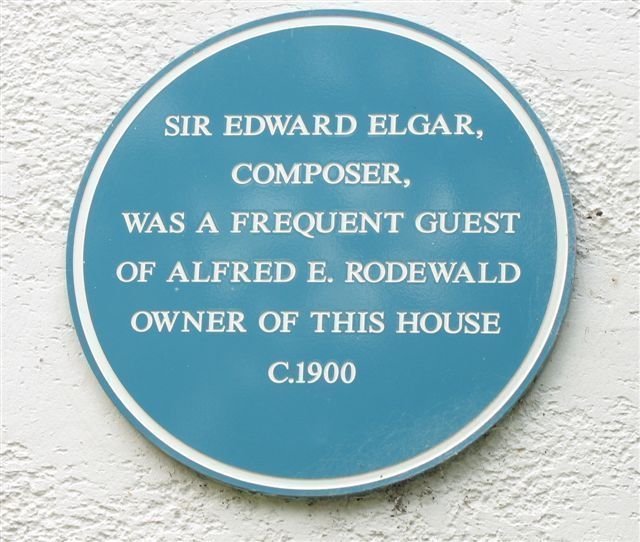 SIR EDWARD ELGAR,
COMPOSER,
WAS A FREQUENT GUEST
OF ALFRED E. RODEWALD
OWNER OF THIS HOUSE
C.1900